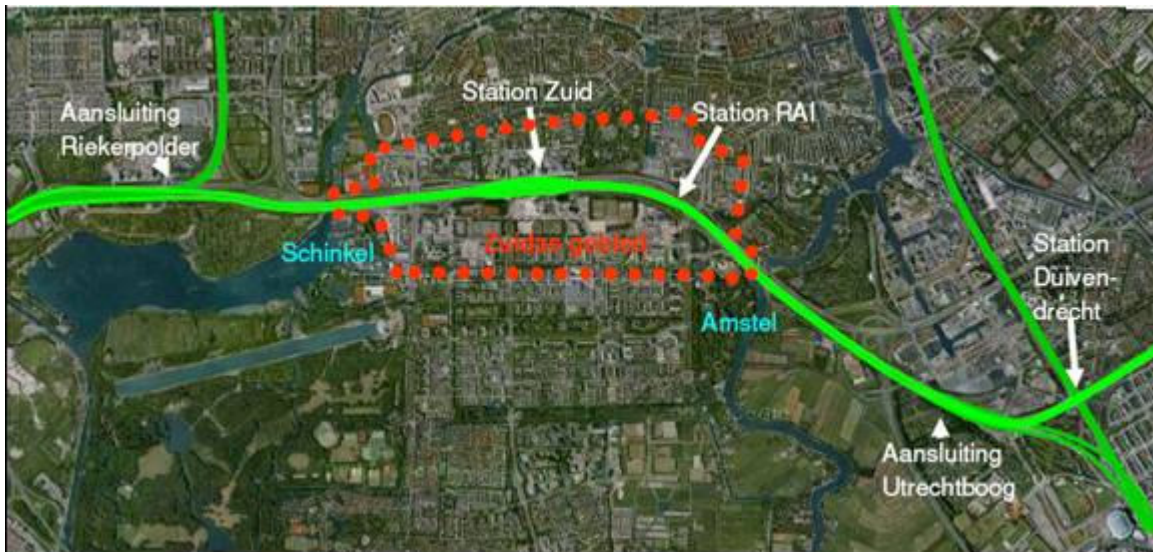 Aansluiting
Riekerpolder
Station Zuid
Station RAI
Schinkel
Zuidas gebied
Amstel
Station
Duiven-
drecht
Aansluiting
Utrechtboog